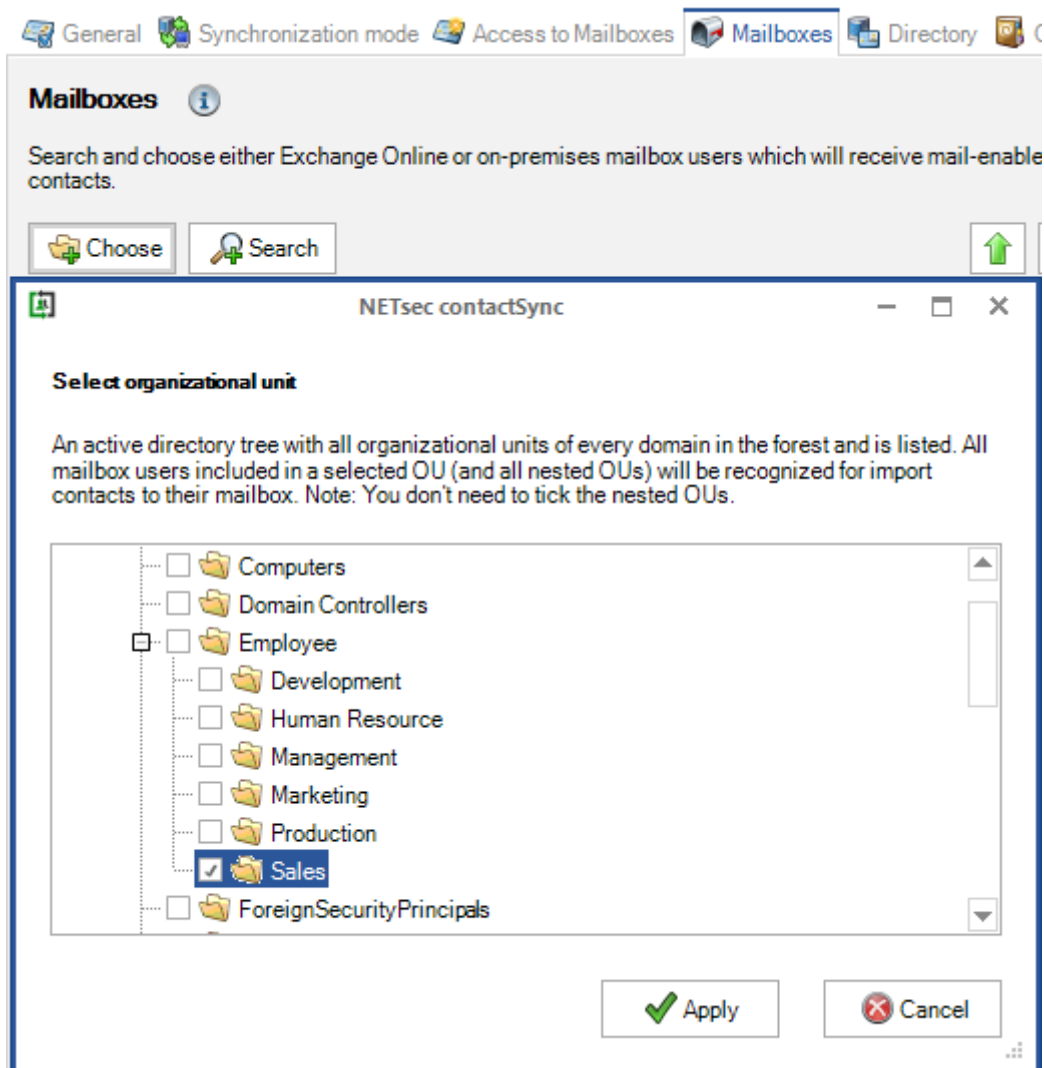 General Synchronization mode Access to Mailboxes Mailboxes Directory
Mailboxes
Search and choose either Exchange Online or on-premises mailbox users which will receive mail-enable
contacts.
Choose Search
NETsec contactSync
Select organizational unit
An active directory tree with all organizational units of every domain in the forest and is listed. All
mailbox users included in a selected OU (and all nested OUs) will be recognized for import
contacts to their mailbox. Note: You don't need to tick the nested OUs.
Computers
Domain Controllers
Employee
Development
Human Resource
Management
Marketing
Production
Sales
ForeignSecurityPrincipals
Apply Cancel